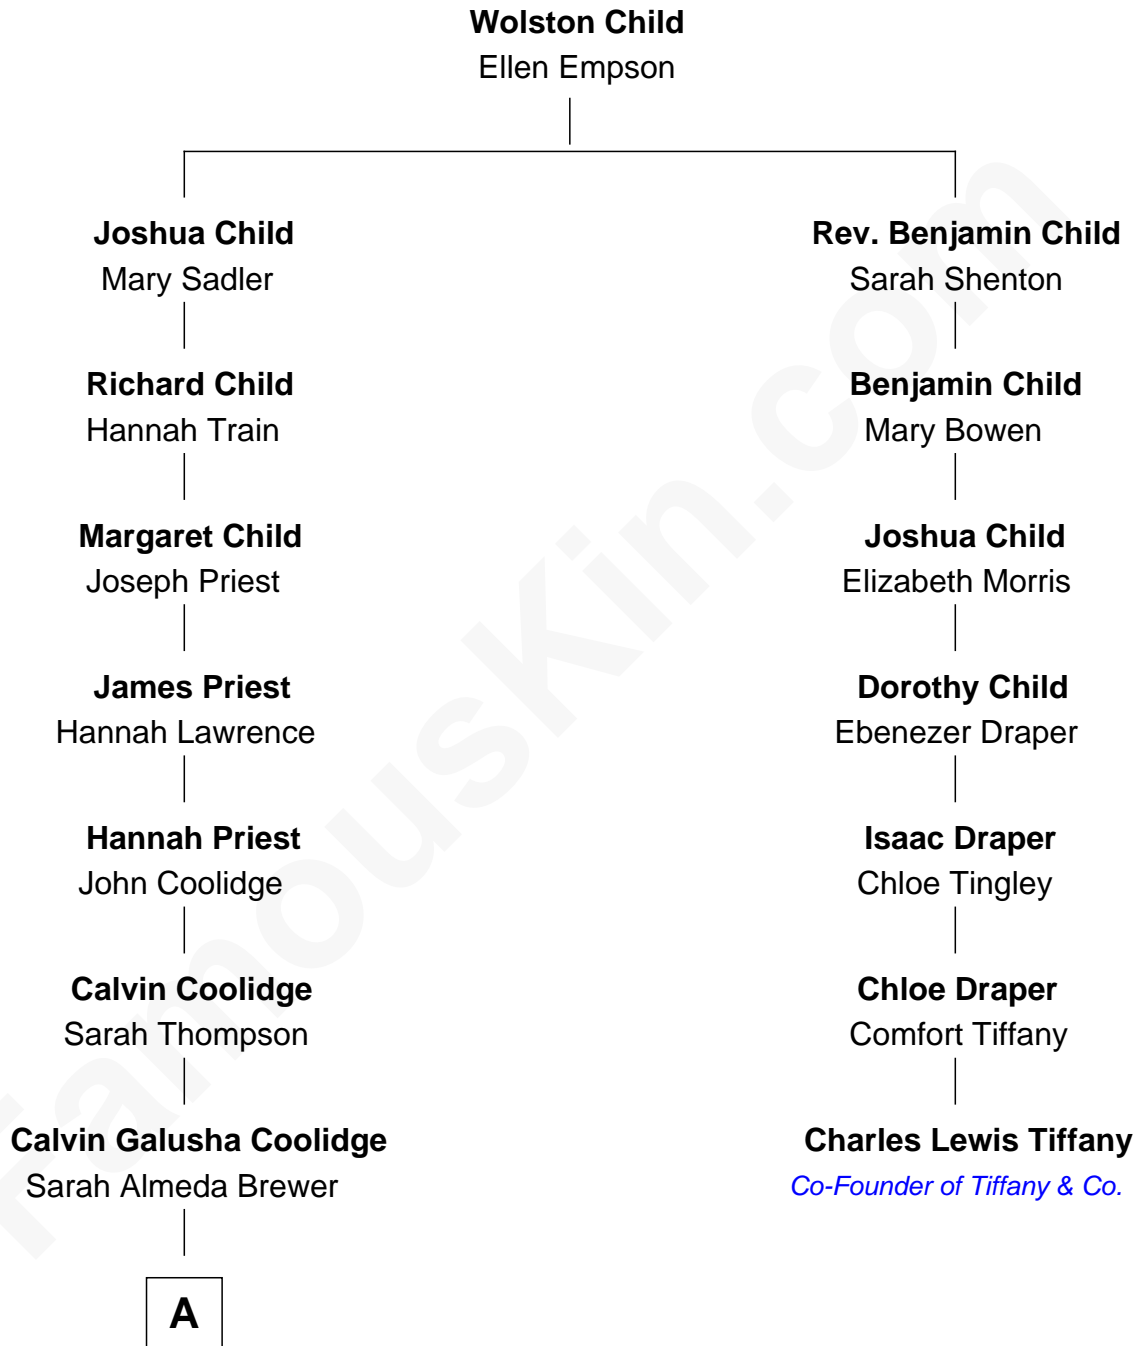 Wolston Child
Ellen Empson
Joshua Child
Mary Sadler
Rev. Benjamin Child
Sarah Shenton
Richard Child
Hannah Train
Benjamin Child
Mary Bowen
Margaret Child
Joseph Priest
Joshua Child
Elizabeth Morris
James Priest
Hannah Lawrence
Dorothy Child
Ebenezer Draper
Hannah Priest
John Coolidge
Isaac Draper
Chloe Tingley
Calvin Coolidge
Sarah Thompson
Chloe Draper
Comfort Tiffany
Calvin Galusha Coolidge
Sarah Almeda Brewer
Charles Lewis Tiffany
Co-Founder of Tiffany & Co.
A
FamousKin.com